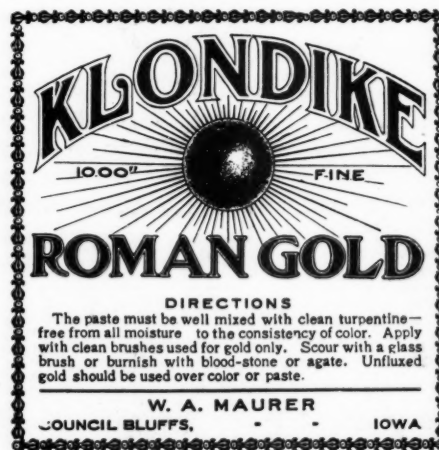 KLONDIKE
1000" FINE
ROMAN GOLD
DIRECTIONS
The paste must be well mixed with clean turpentine—
free from all moisture to the consistency of color. Apply
with clean brushes used for gold only. Scour with a glass
brush or burnish with blood-stone or agate. Unfluxed
gold should be used over color or paste.
W. A. MAURER
COUNCIL BLUFFS, - - IOWA